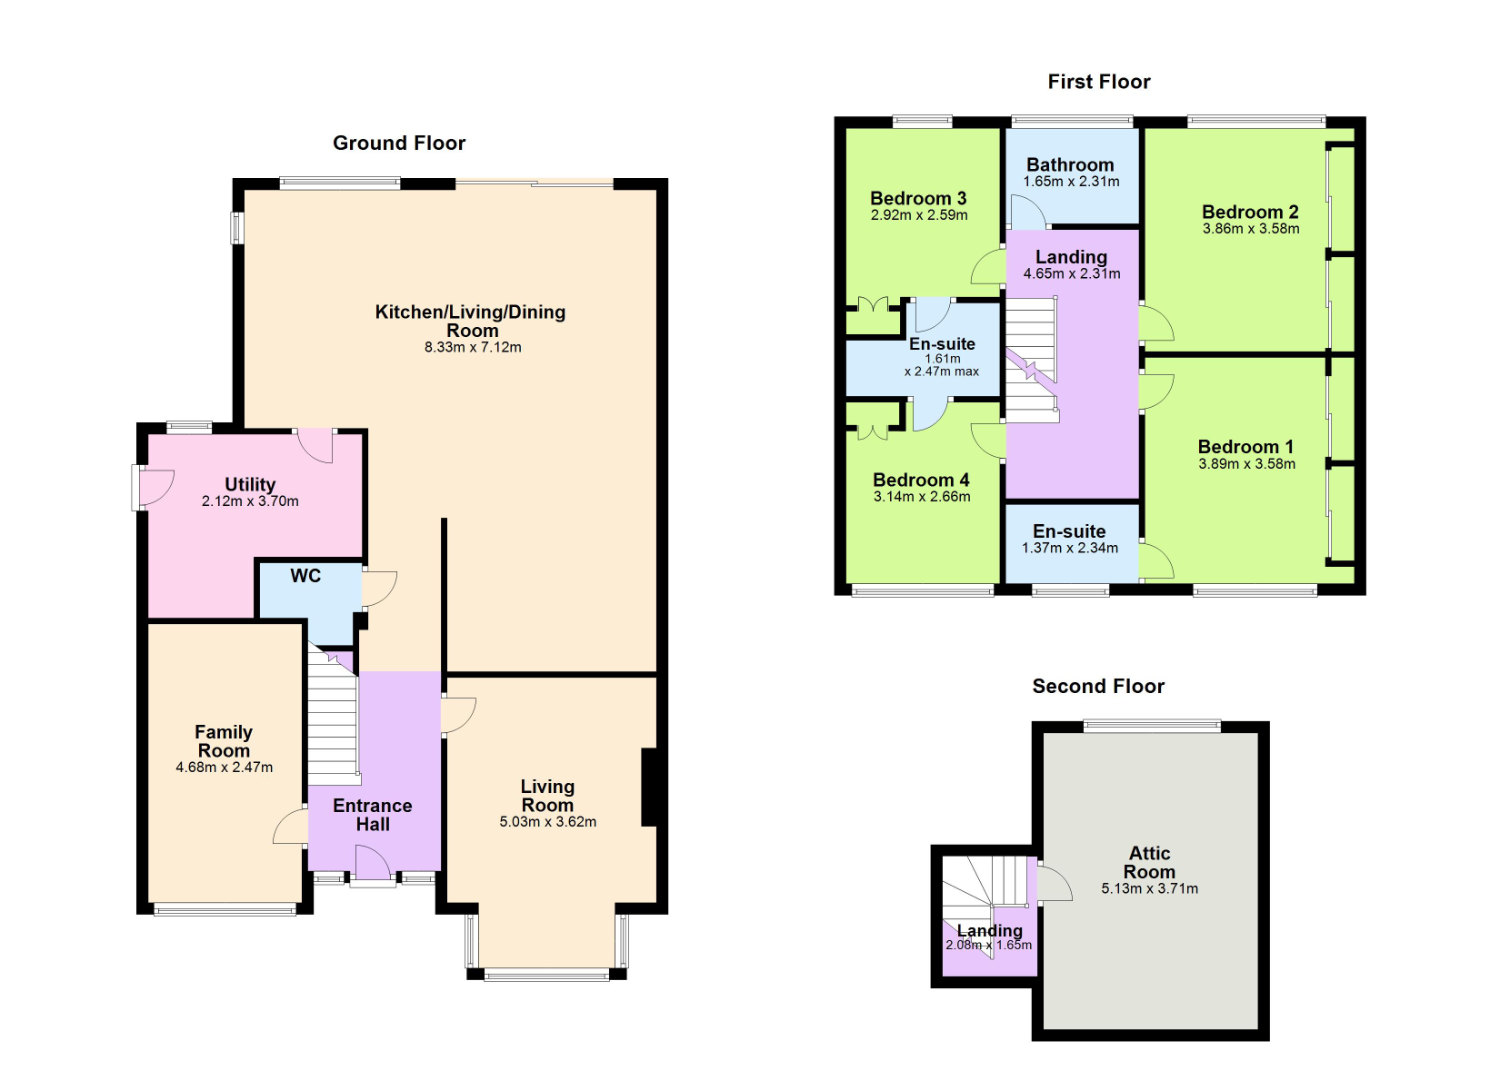 Ground Floor
Kitchen/Living/Dining
Room
8.33m x 7.12m
Utility
2.12m x 3.70m
WC
Family
Room
4.68m x 2.47m
Entrance
Hall
Living
Room
5.03m x 3.62m
First Floor
Bedroom 3
2.92m x 2.59m
Bathroom
1.65m x 2.31m
Bedroom 2
3.86m x 3.58m
Landing
4.65m x 2.31m
En-suite
1.61m
x 2.47m max
Bedroom 4
3.14m x 2.66m
Bedroom 1
3.89m x 3.58m
En-suite
1.37m x 2.34m
Second Floor
Attic
Room
5.13m x 3.71m
Landing
2.08m x 1.65m